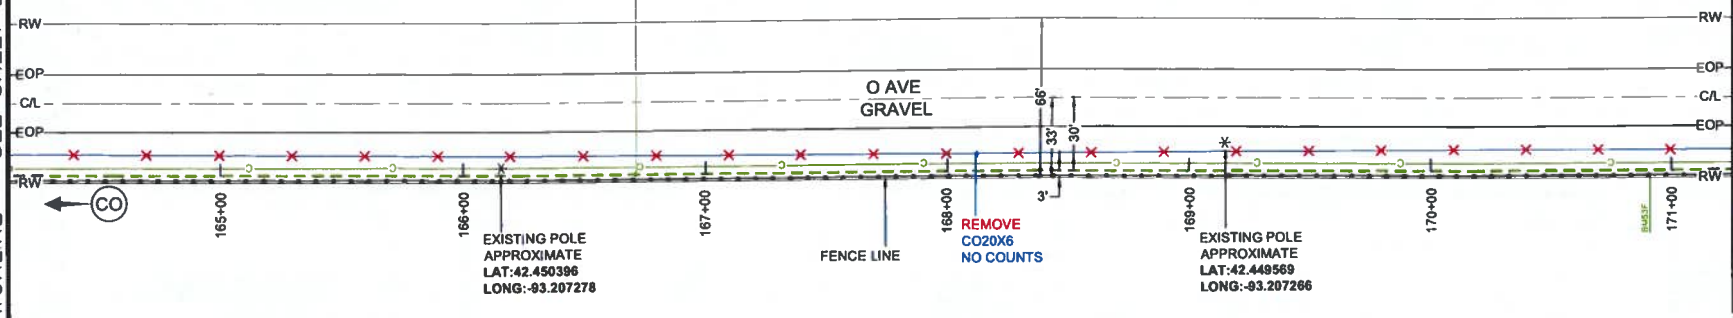 RW
RW
EOP
EOP
C/L
C/L
O AVE
GRAVEL
EOP
EOP
66'
33'
30'
3'
C
C
C
C
C
C
C
RW
RW
CO
165+00
166+00
167+00
168+00
169+00
170+00
171+00
EXISTING POLE
APPROXIMATE
LAT:42.450396
LONG:-93.207278
FENCE LINE
REMOVE
CO20X6
NO COUNTS
EXISTING POLE
APPROXIMATE
LAT:42.449569
LONG:-93.207266